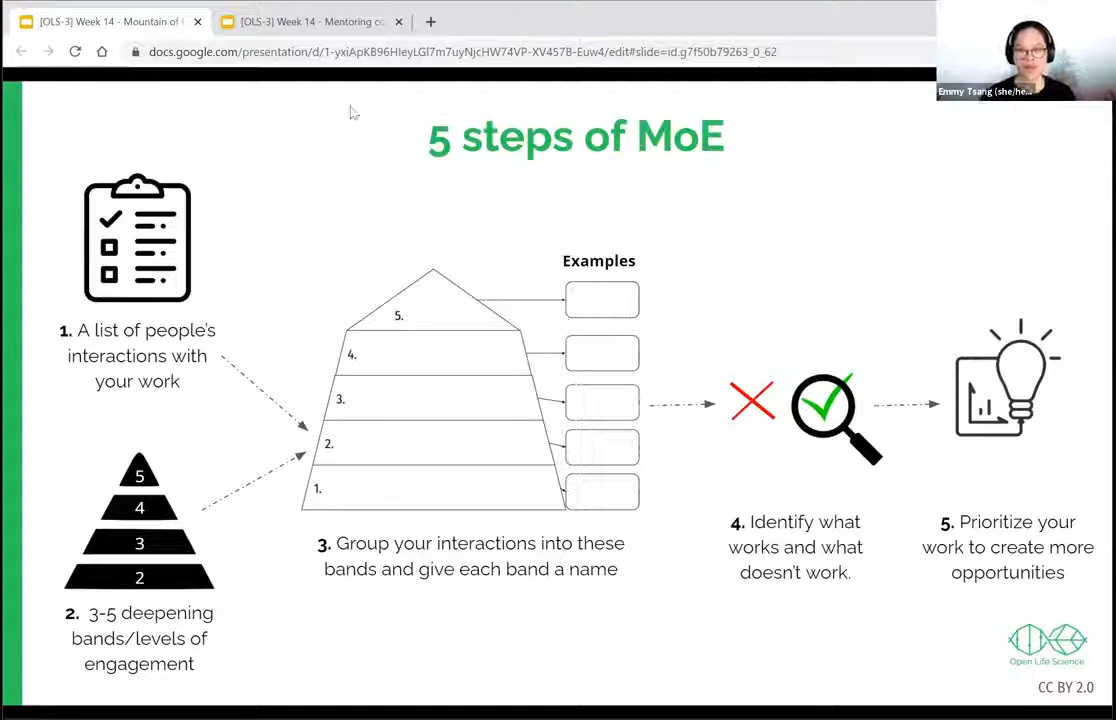 [OLS-3] Week 14 - Mountain of
[OLS-3] Week 14 - Mentoring co
docs.google.com/presentation/d/1-yxiApKB96HIeyLGl7m7uyNjcHW74VP-XV457B-Euw4/edit#slide=id.g7f50b79263_0_62
Emmy Tsang (she/he...
5 steps of MoE
1. A list of people's
interactions with
your work
5
4
3
2
2. 3-5 deepening
bands/levels of
engagement
Examples
5.
4.
3.
2.
1.
3. Group your interactions into these
bands and give each band a name
4. Identify what
works and what
doesn't work.
5. Prioritize your
work to create more
opportunities
Open Life Science
CC BY 2.0